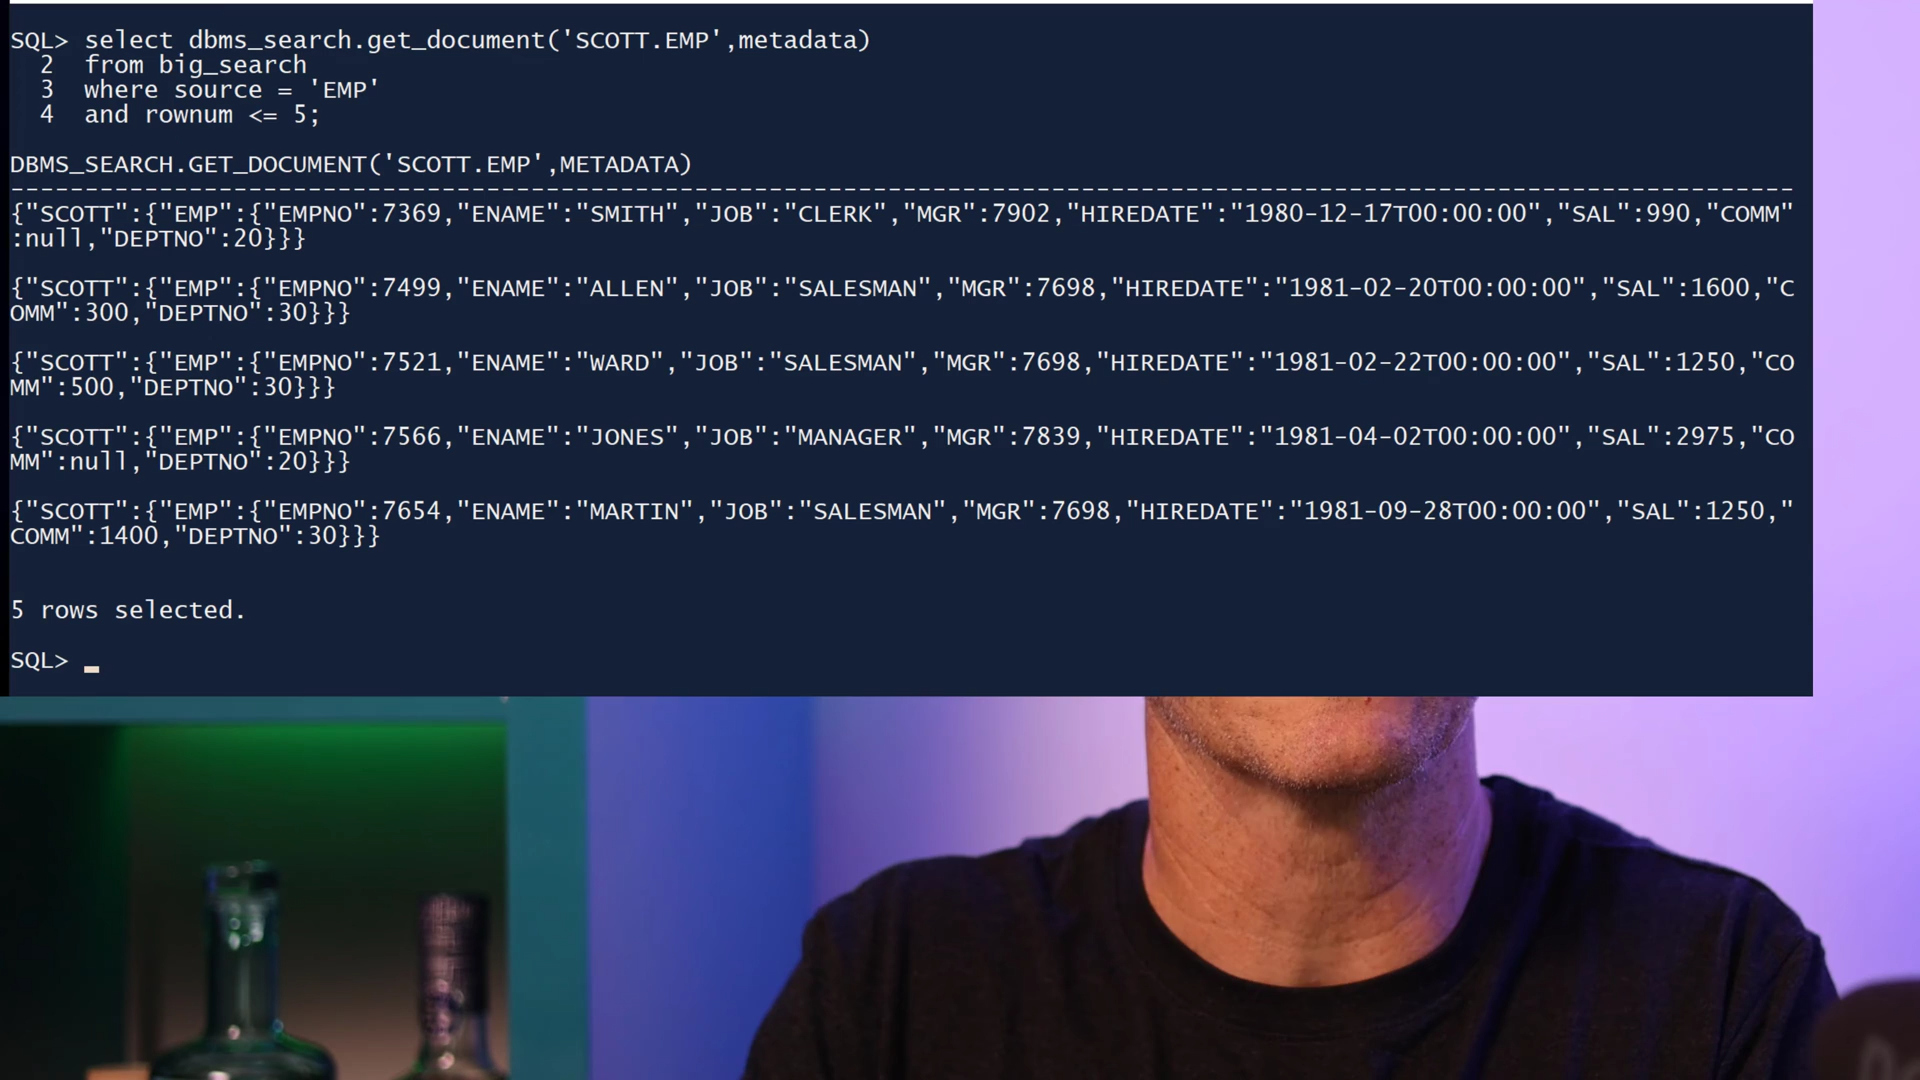 SQL> select dbms_search.get_document('SCOTT.EMP',metadata)
  2  from big_search
  3  where source = 'EMP'
  4  and rownum <= 5;
DBMS_SEARCH.GET_DOCUMENT('SCOTT.EMP',METADATA)
------------------------------------------------------------------------------------------------------------------------
{"SCOTT":{"EMP":{"EMPNO":7369,"ENAME":"SMITH","JOB":"CLERK","MGR":7902,"HIREDATE":"1980-12-17T00:00:00","SAL":990,"COMM"
:null,"DEPTNO":20}}}
{"SCOTT":{"EMP":{"EMPNO":7499,"ENAME":"ALLEN","JOB":"SALESMAN","MGR":7698,"HIREDATE":"1981-02-20T00:00:00","SAL":1600,"C
OMM":300,"DEPTNO":30}}}
{"SCOTT":{"EMP":{"EMPNO":7521,"ENAME":"WARD","JOB":"SALESMAN","MGR":7698,"HIREDATE":"1981-02-22T00:00:00","SAL":1250,"CO
MM":500,"DEPTNO":30}}}
{"SCOTT":{"EMP":{"EMPNO":7566,"ENAME":"JONES","JOB":"MANAGER","MGR":7839,"HIREDATE":"1981-04-02T00:00:00","SAL":2975,"CO
MM":null,"DEPTNO":20}}}
{"SCOTT":{"EMP":{"EMPNO":7654,"ENAME":"MARTIN","JOB":"SALESMAN","MGR":7698,"HIREDATE":"1981-09-28T00:00:00","SAL":1250,"
COMM":1400,"DEPTNO":30}}}
5 rows selected.
SQL> _